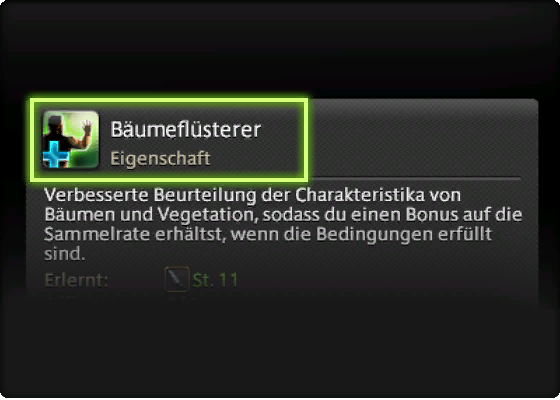 Bäumeflüsterer
Eigenschaft
Verbesserte Beurteilung der Charakteristika von
Bäumen und Vegetation, sodass du einen Bonus auf die
Sammelrate erhältst, wenn die Bedingungen erfüllt
sind.
Erlernt: St. 11